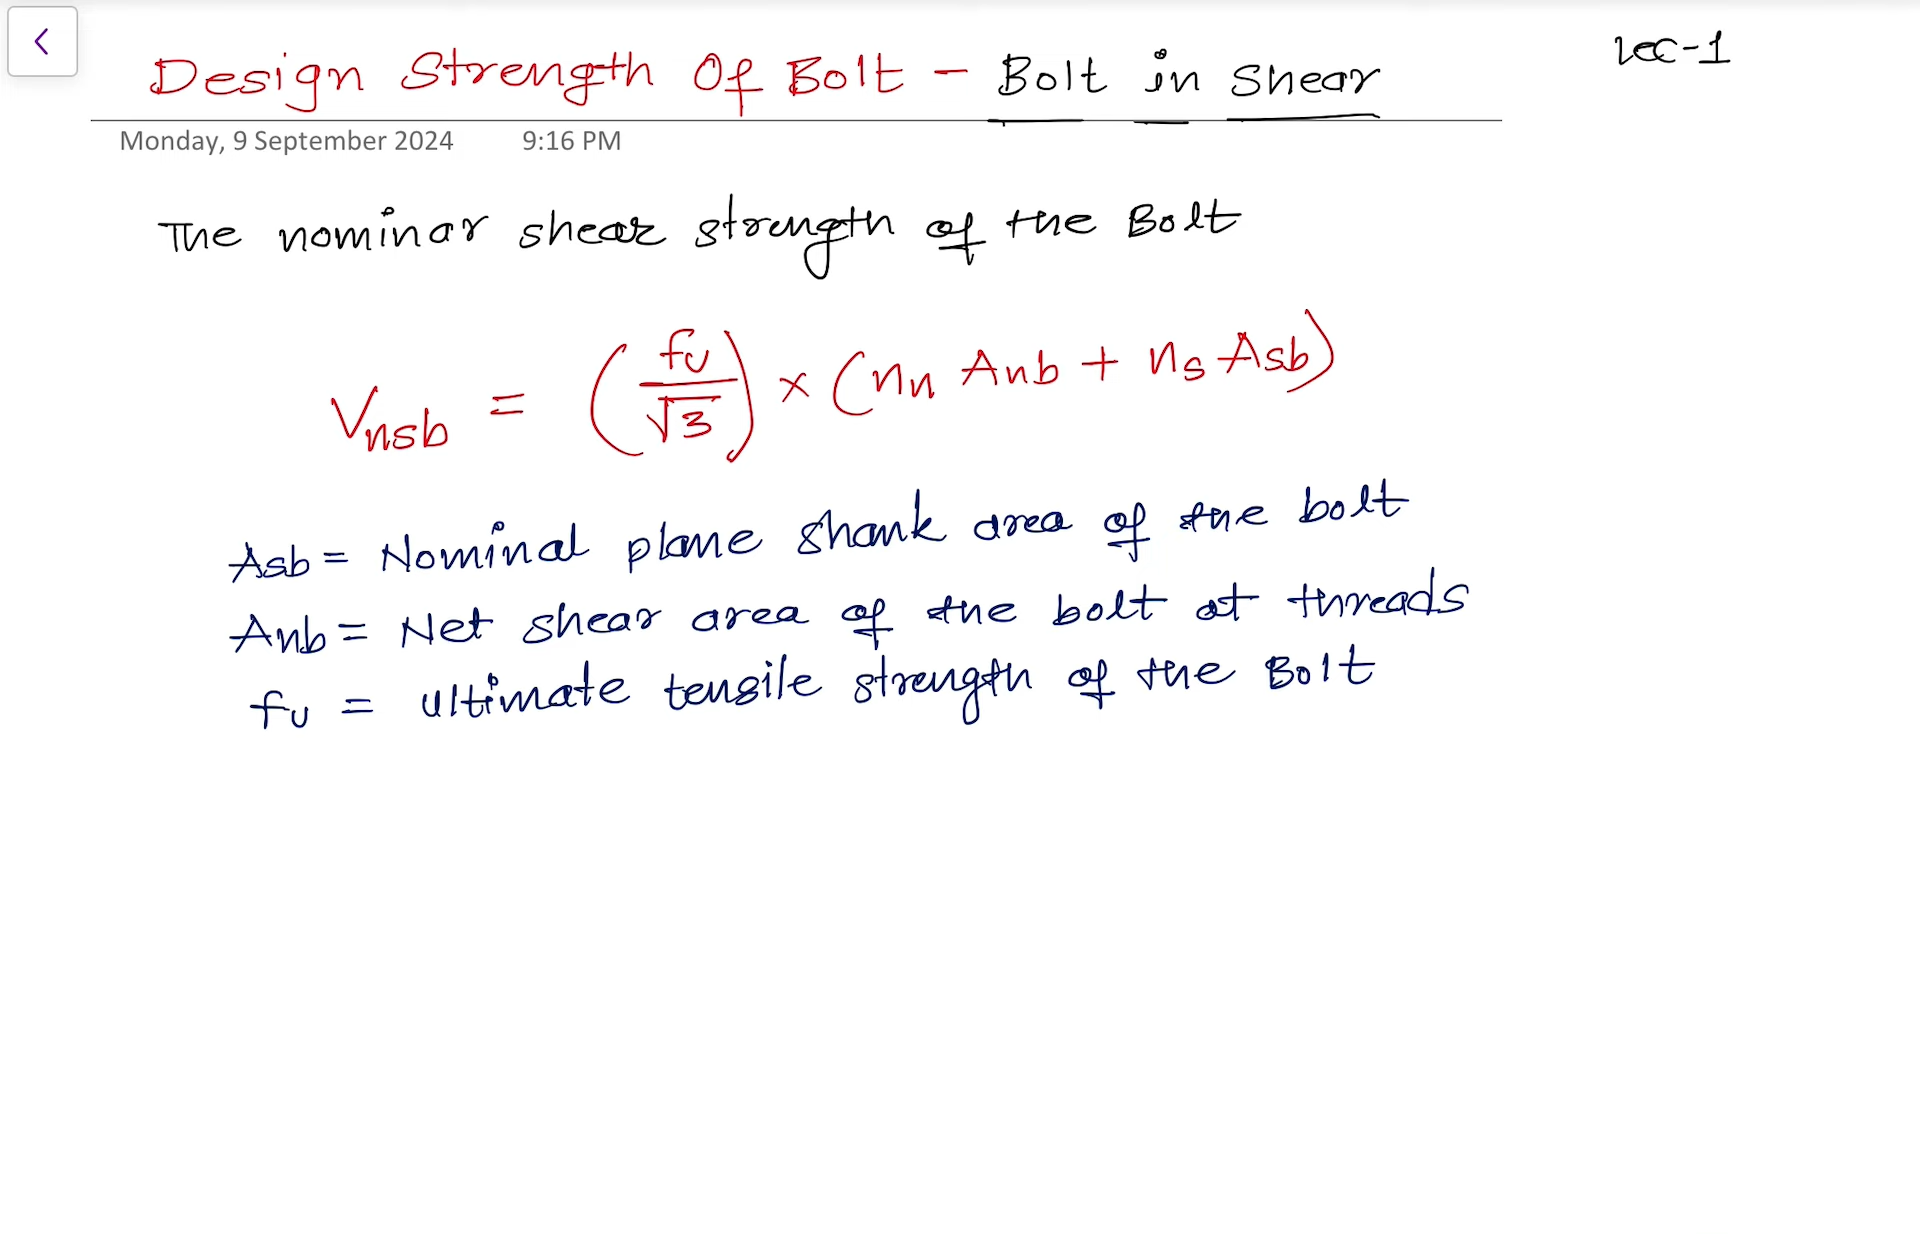 Design Strength Of Bolt - Bolt in shear
Lec-1
Monday, 9 September 2024 9:16 PM
The nominar shear strength of the Bolt
Vnsb = (fu/√3) × (nn Anb + ns Asb)
Asb = Nominal plane shank area of the bolt
Anb = Net shear area of the bolt at threads
fu = ultimate tensile strength of the Bolt